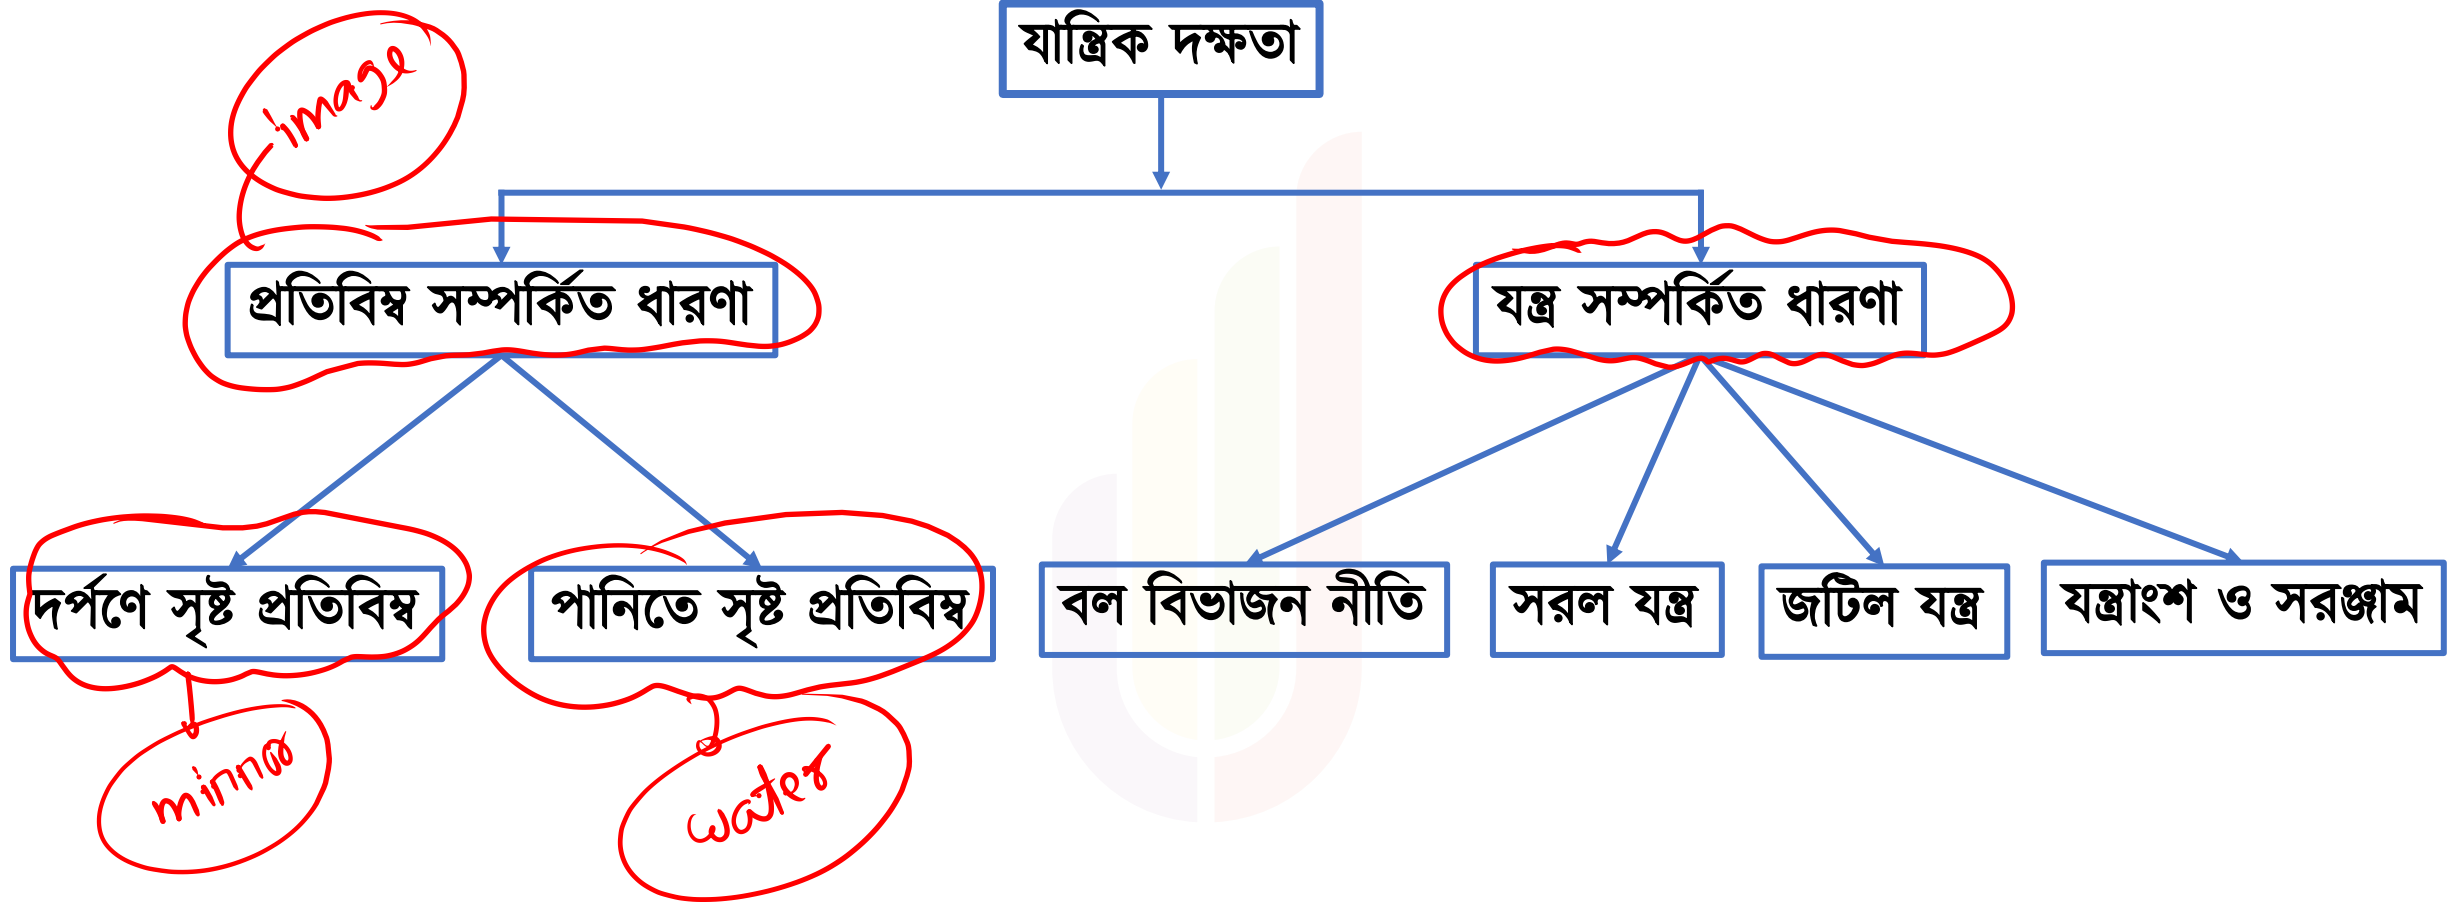 যান্ত্রিক দক্ষতা
image
প্রতিবিম্ব সম্পর্কিত ধারণা
যন্ত্র সম্পর্কিত ধারণা
দর্পণে সৃষ্ট প্রতিবিম্ব
পানিতে সৃষ্ট প্রতিবিম্ব
বল বিভাজন নীতি
সরল যন্ত্র
জটিল যন্ত্র
যন্ত্রাংশ ও সরঞ্জাম
mirror
water